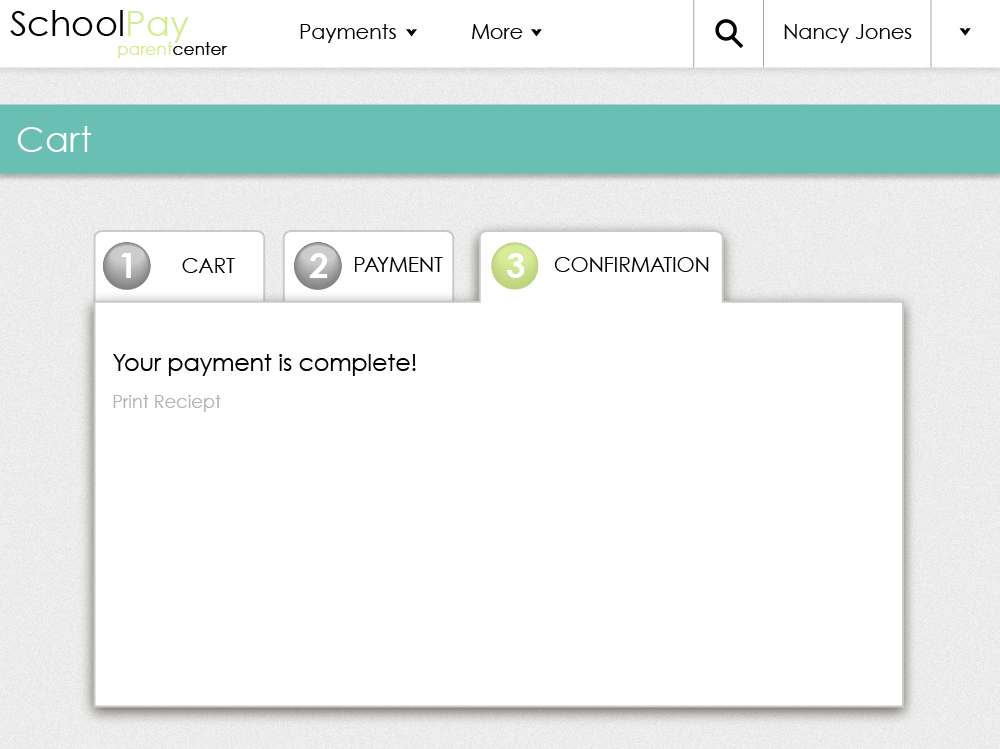 SchoolPay
parentcenter
Payments
More
Nancy Jones
Cart
1 CART
2 PAYMENT
3 CONFIRMATION
Your payment is complete!
Print Reciept